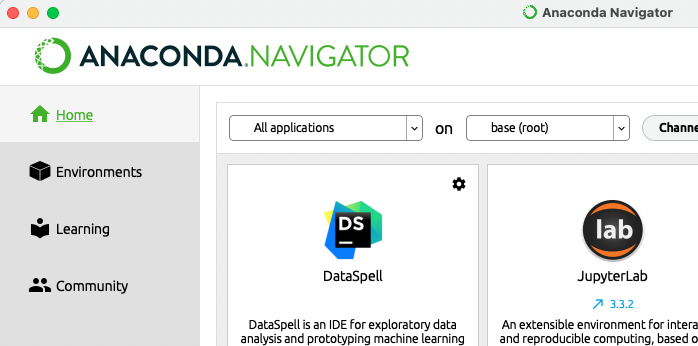 Anaconda Navigator
ANACONDA.NAVIGATOR
Home
All applications
on
base (root)
Channe
Environments
Learning
Community
DS
DataSpell
DataSpell is an IDE for exploratory data
analysis and prototyping machine learning
lab
JupyterLab
3.3.2
An extensible environment for intera
and reproducible computing, based o